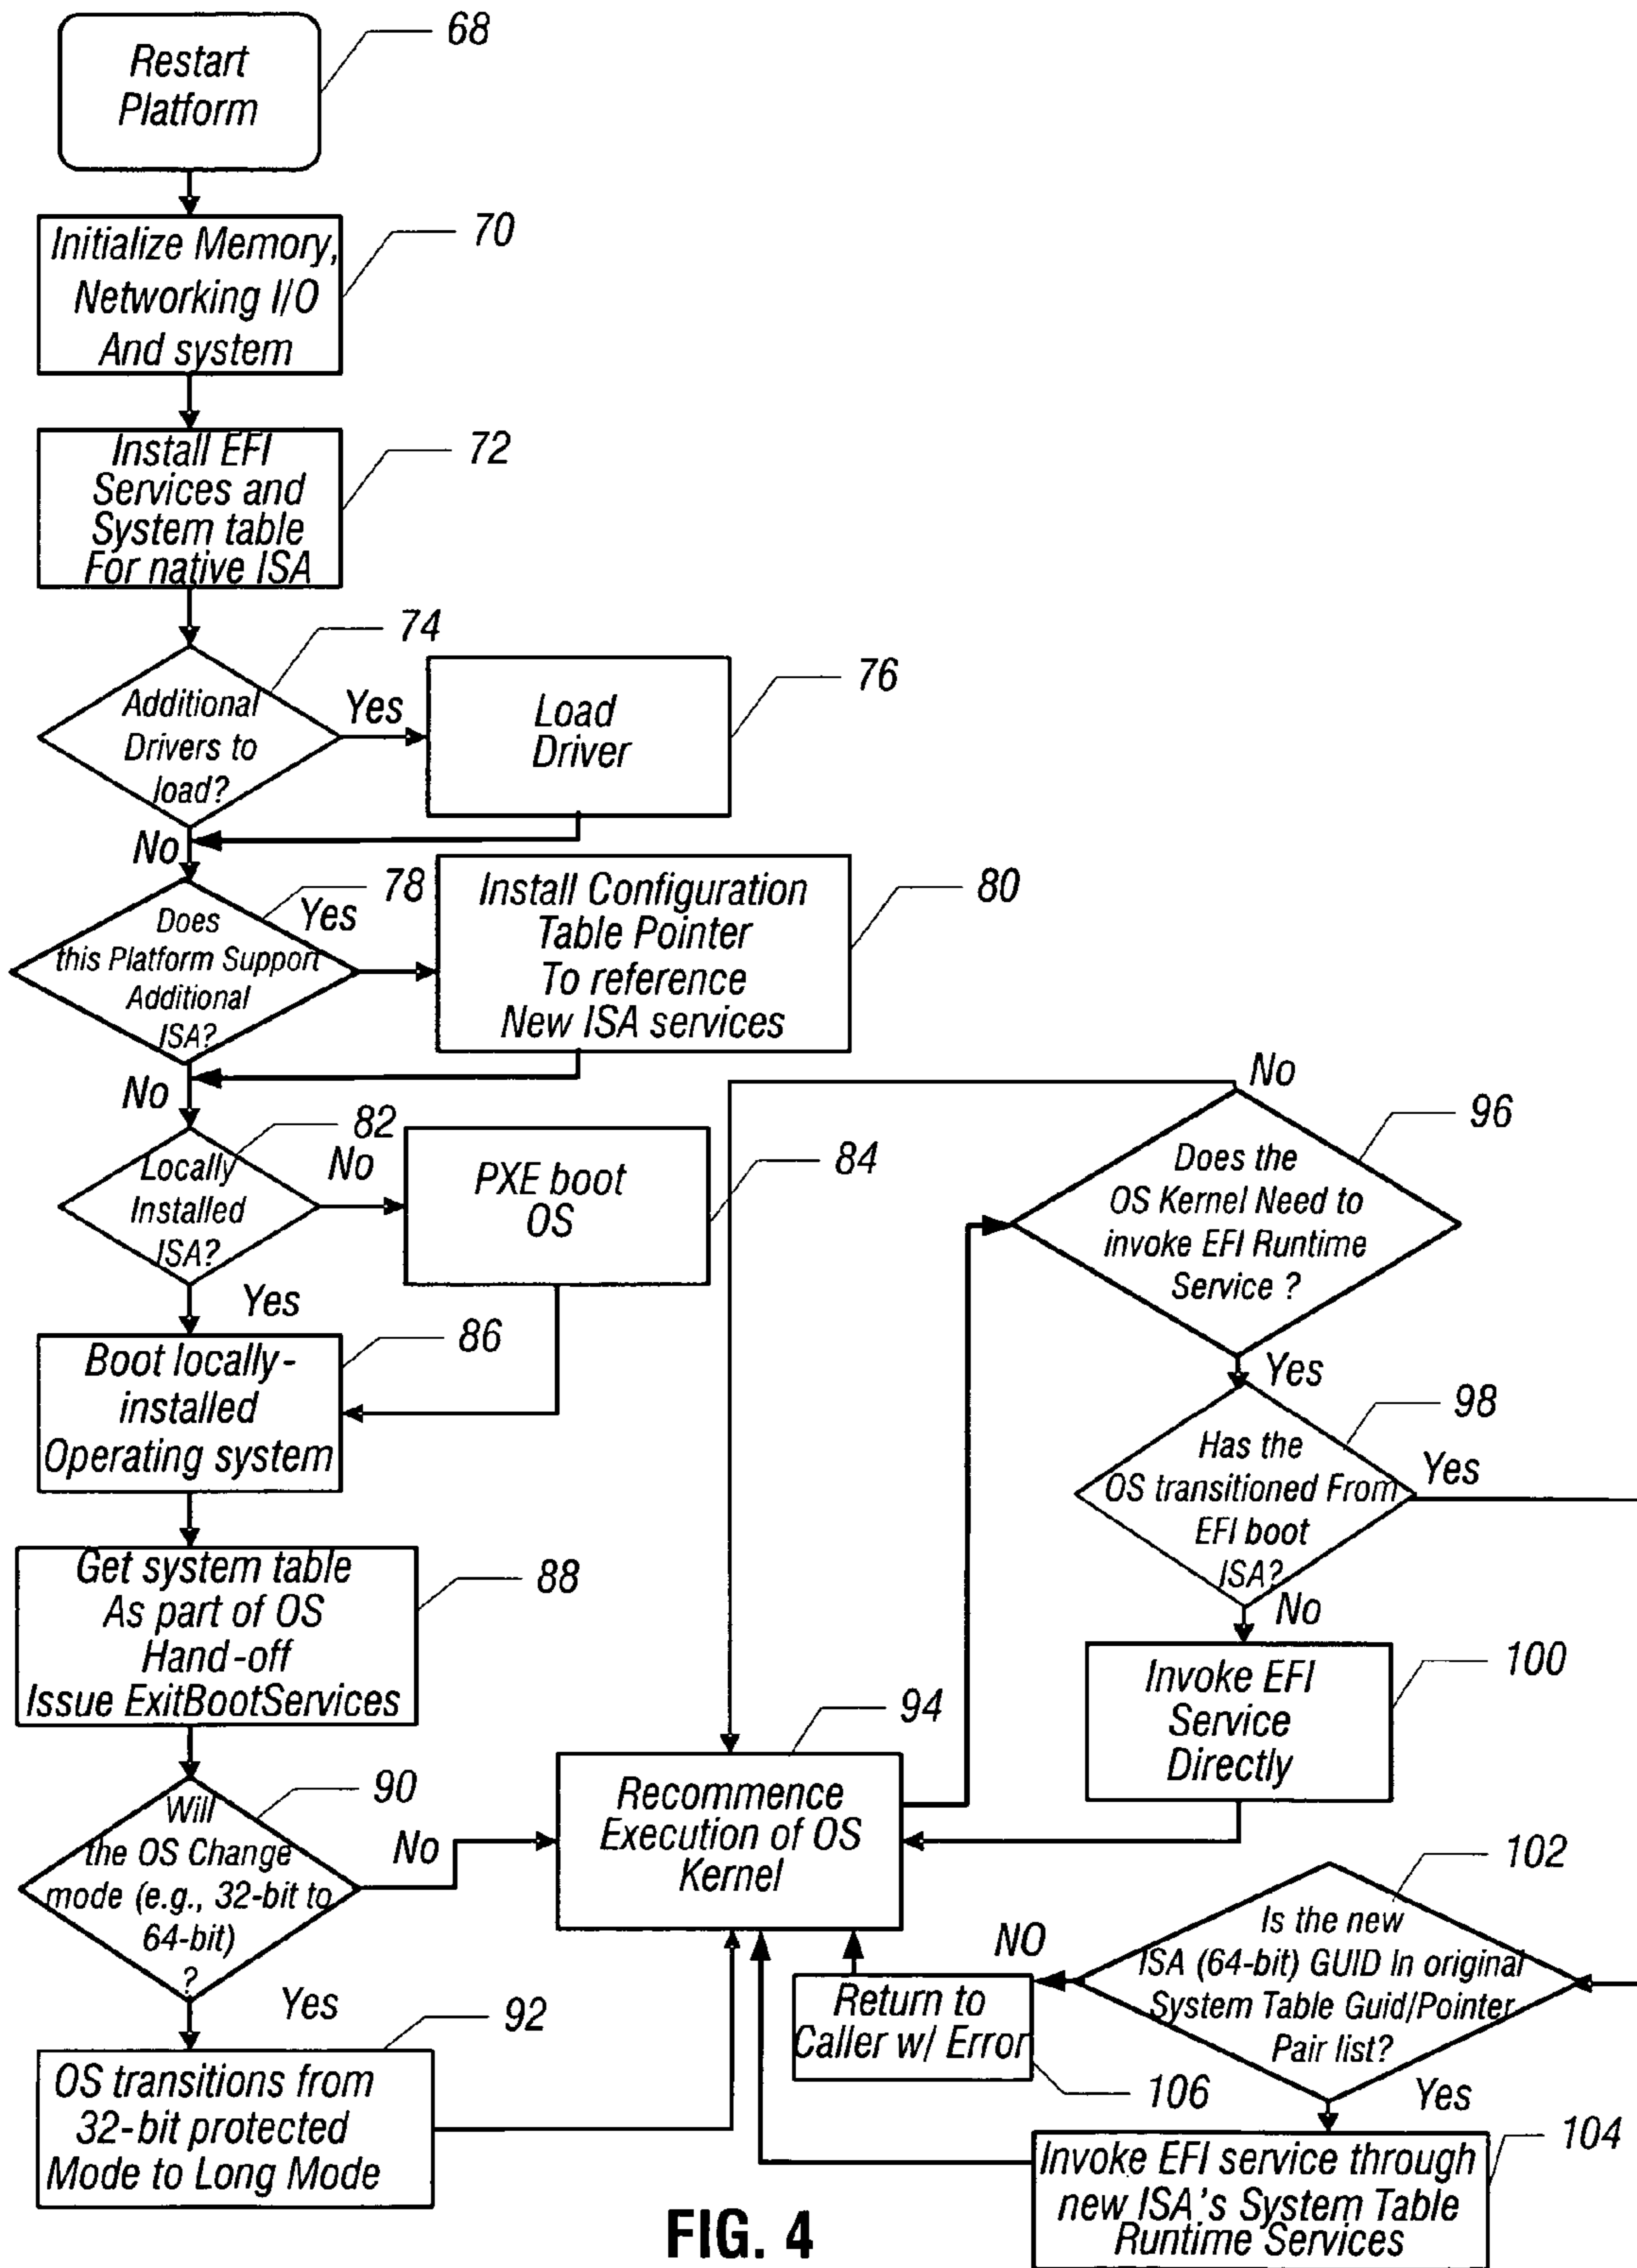 Restart
Platform
68
Initialize Memory,
Networking I/O
And system
70
Install EFI
Services and
System table
For native ISA
72
Additional
Drivers to
load?
74
Yes
Load
Driver
76
No
Does
this Platform Support
Additional
ISA?
78
Yes
Install Configuration
Table Pointer
To reference
New ISA services
80
No
Locally
Installed
ISA?
82
No
PXE boot
OS
84
Yes
Boot locally-
installed
Operating system
86
Get system table
As part of OS
Hand-off
Issue ExitBootServices
88
Will
the OS Change
mode (e.g., 32-bit to
64-bit)
?
90
No
Yes
OS transitions from
32-bit protected
Mode to Long Mode
92
Recommence
Execution of OS
Kernel
94
No
Does the
OS Kernel Need to
invoke EFI Runtime
Service ?
96
Yes
Has the
OS transitioned From
EFI boot
ISA?
98
Yes
No
Invoke EFI
Service
Directly
100
Is the new
ISA (64-bit) GUID In original
System Table Guid/Pointer
Pair list?
102
NO
Return to
Caller w/ Error
106
Yes
Invoke EFI service through
new ISA's System Table
Runtime Services
104
FIG. 4